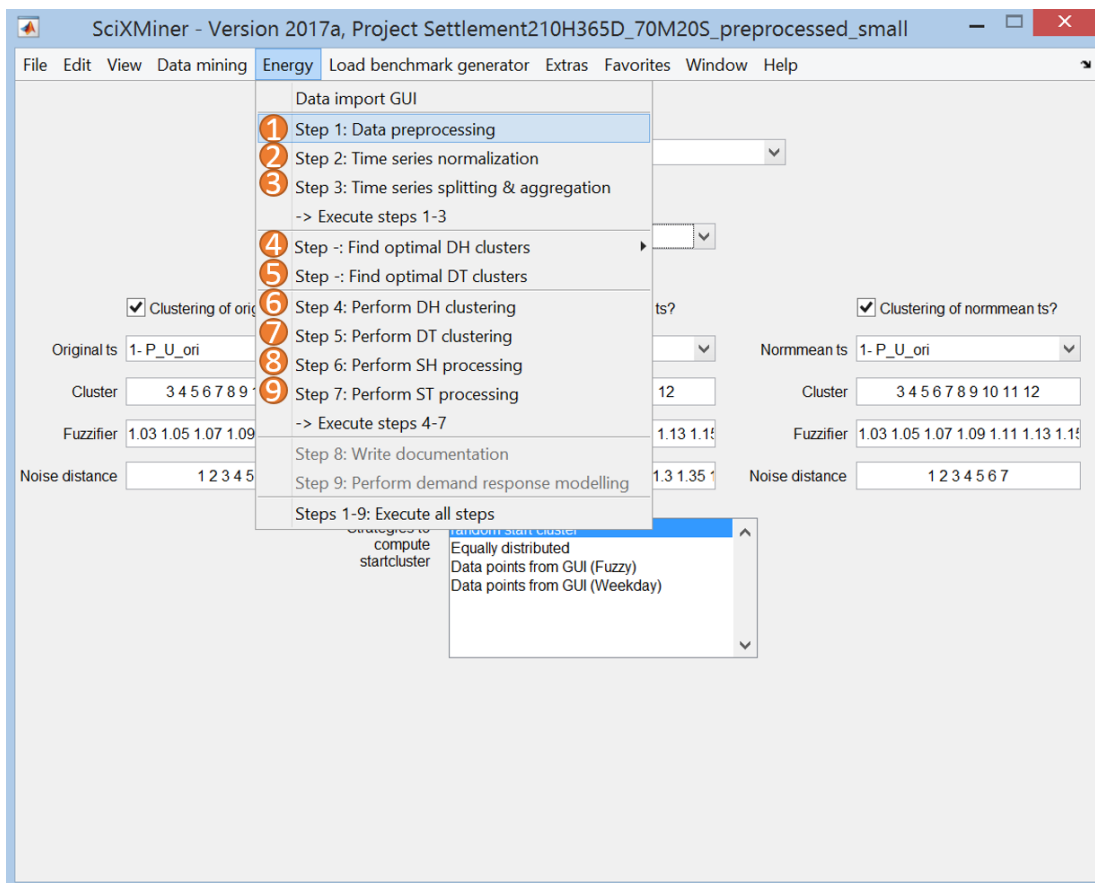 SciXMiner - Version 2017a, Project Settlement210H365D_70M20S_preprocessed_small
File Edit View Data mining Energy Load benchmark generator Extras Favorites Window Help
Data import GUI
1 Step 1: Data preprocessing
2 Step 2: Time series normalization
3 Step 3: Time series splitting & aggregation
-> Execute steps 1-3
4 Step -: Find optimal DH clusters
5 Step -: Find optimal DT clusters
6 Step 4: Perform DH clustering
7 Step 5: Perform DT clustering
8 Step 6: Perform SH processing
9 Step 7: Perform ST processing
-> Execute steps 4-7
Step 8: Write documentation
Step 9: Perform demand response modelling
Steps 1-9: Execute all steps
Clustering of orig
ts?
Clustering of normmean ts?
Original ts 1- P_U_ori
Normmean ts 1- P_U_ori
Cluster 3 4 5 6 7 8 9
12
Cluster 3 4 5 6 7 8 9 10 11 12
Fuzzifier 1.03 1.05 1.07 1.09
1.13 1.15
Fuzzifier 1.03 1.05 1.07 1.09 1.11 1.13 1.15
Noise distance 1 2 3 4 5
1.3 1.35 1
Noise distance 1 2 3 4 5 6 7
Strategies to
compute
startcluster
random start cluster
Equally distributed
Data points from GUI (Fuzzy)
Data points from GUI (Weekday)